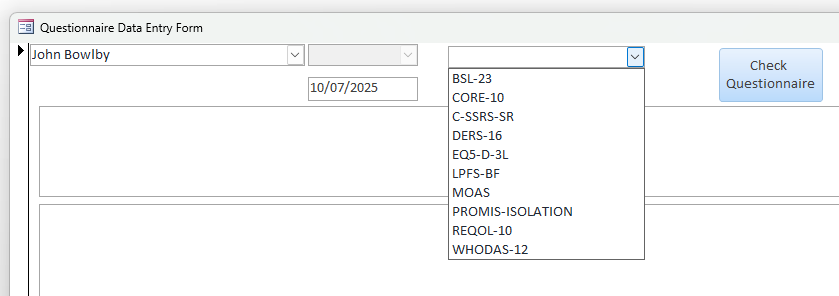 Questionnaire Data Entry Form
John Bowlby
Check
Questionnaire
10/07/2025
BSL-23
CORE-10
C-SSRS-SR
DERS-16
EQ5-D-3L
LPFS-BF
MOAS
PROMIS-ISOLATION
REQOL-10
WHODAS-12